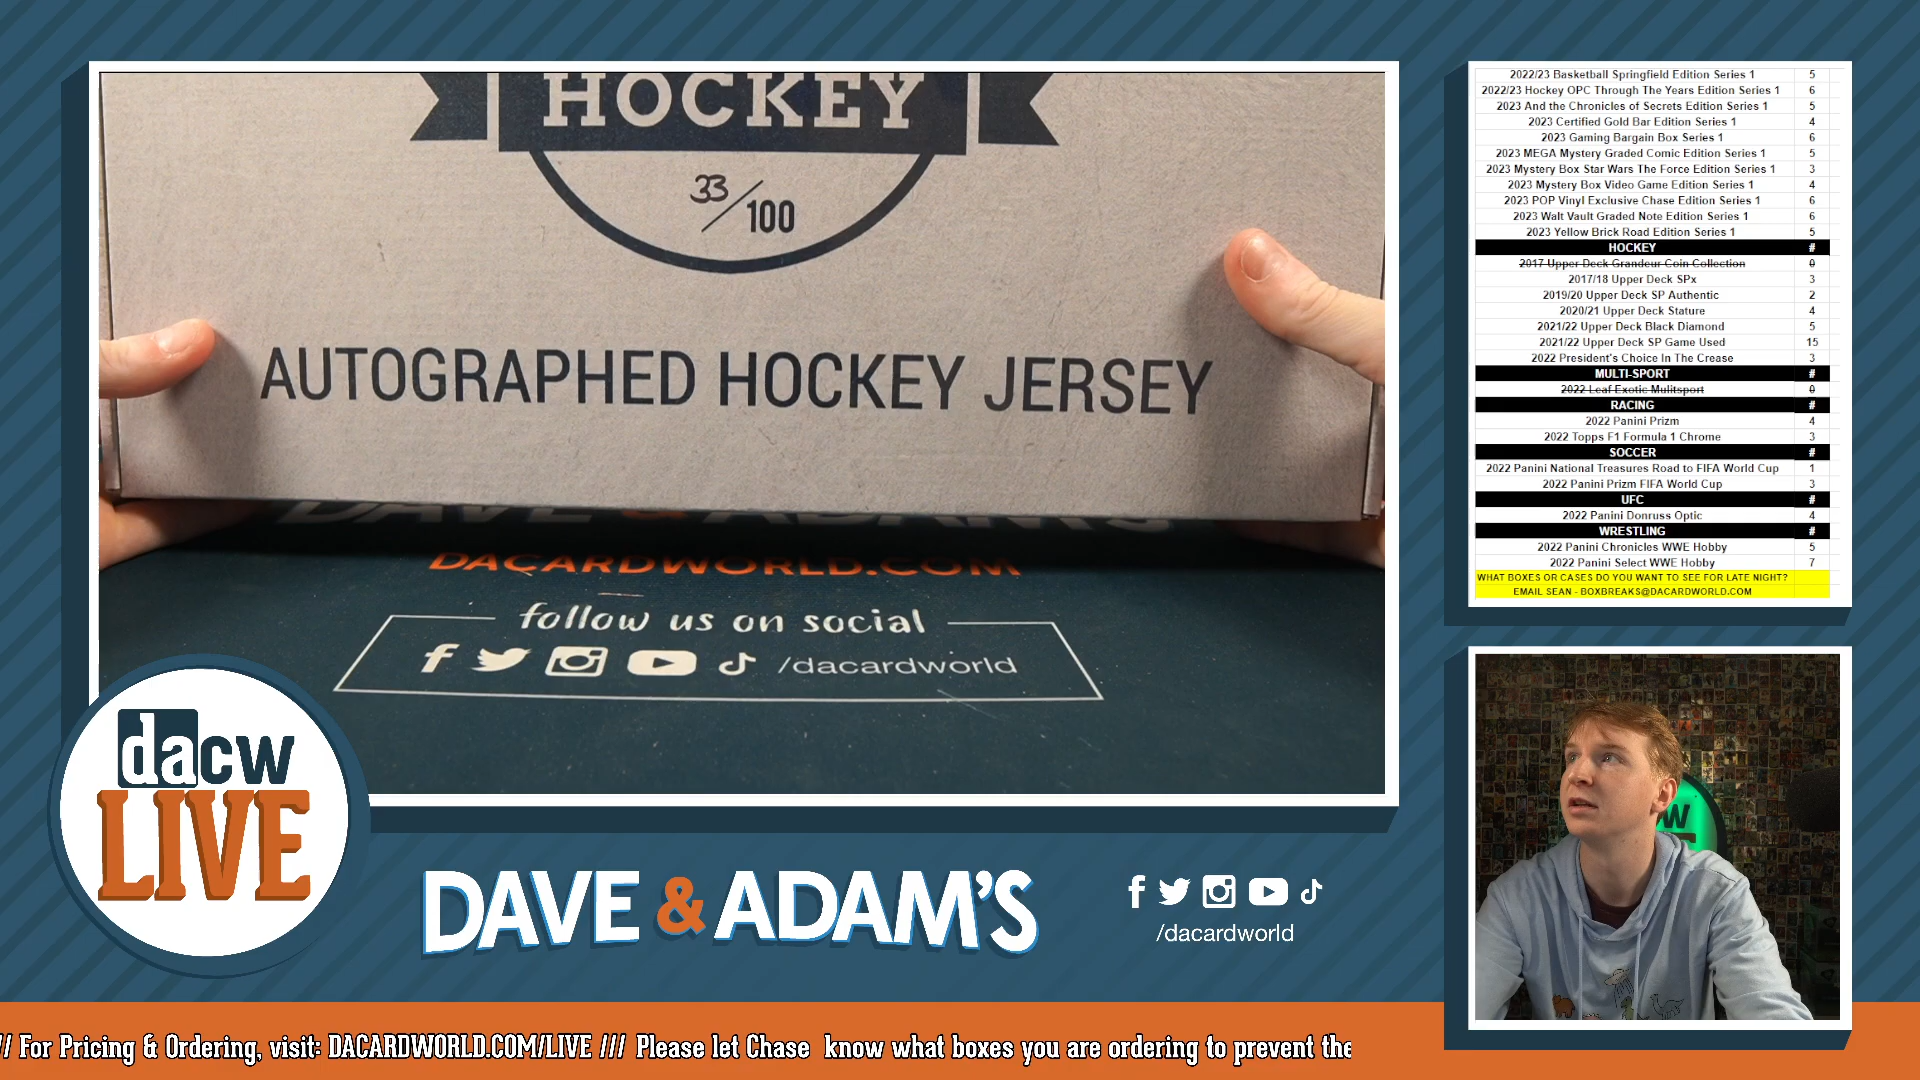 HOCKEY
33/100
AUTOGRAPHED HOCKEY JERSEY
DAVE & ADAM'S
DACARDWORLD.COM
follow us on social
/dacardworld
dacw
LIVE
DAVE & ADAM'S
/dacardworld
// For Pricing & Ordering, visit: DACARDWORLD.COM/LIVE /// Please let Chase know what boxes you are ordering to prevent the
2022/23 Basketball Springfield Edition Series 1 5
2022/23 Hockey OPC Through The Years Edition Series 1 6
2023 And the Chronicles of Secrets Edition Series 1 5
2023 Certified Gold Bar Edition Series 1 4
2023 Gaming Bargain Box Series 1 6
2023 MEGA Mystery Graded Comic Edition Series 1 5
2023 Mystery Box Star Wars The Force Edition Series 1 3
2023 Mystery Box Video Game Edition Series 1 4
2023 POP Vinyl Exclusive Chase Edition Series 1 6
2023 Walt Vault Graded Note Edition Series 1 6
2023 Yellow Brick Road Edition Series 1 5
HOCKEY #
2017 Upper Deck Grandeur Coin Collection 0
2017/18 Upper Deck SPx 3
2019/20 Upper Deck SP Authentic 2
2020/21 Upper Deck Stature 4
2021/22 Upper Deck Black Diamond 5
2021/22 Upper Deck SP Game Used 15
2022 President's Choice In The Crease 3
MULTI-SPORT #
2022 Leaf Exotic Mulitsport 0
RACING #
2022 Panini Prizm 4
2022 Topps F1 Formula 1 Chrome 3
SOCCER #
2022 Panini National Treasures Road to FIFA World Cup 1
2022 Panini Prizm FIFA World Cup 3
UFC #
2022 Panini Donruss Optic 4
WRESTLING #
2022 Panini Chronicles WWE Hobby 5
2022 Panini Select WWE Hobby 7
WHAT BOXES OR CASES DO YOU WANT TO SEE FOR LATE NIGHT?
EMAIL SEAN - BOXBREAKS@DACARDWORLD.COM
W